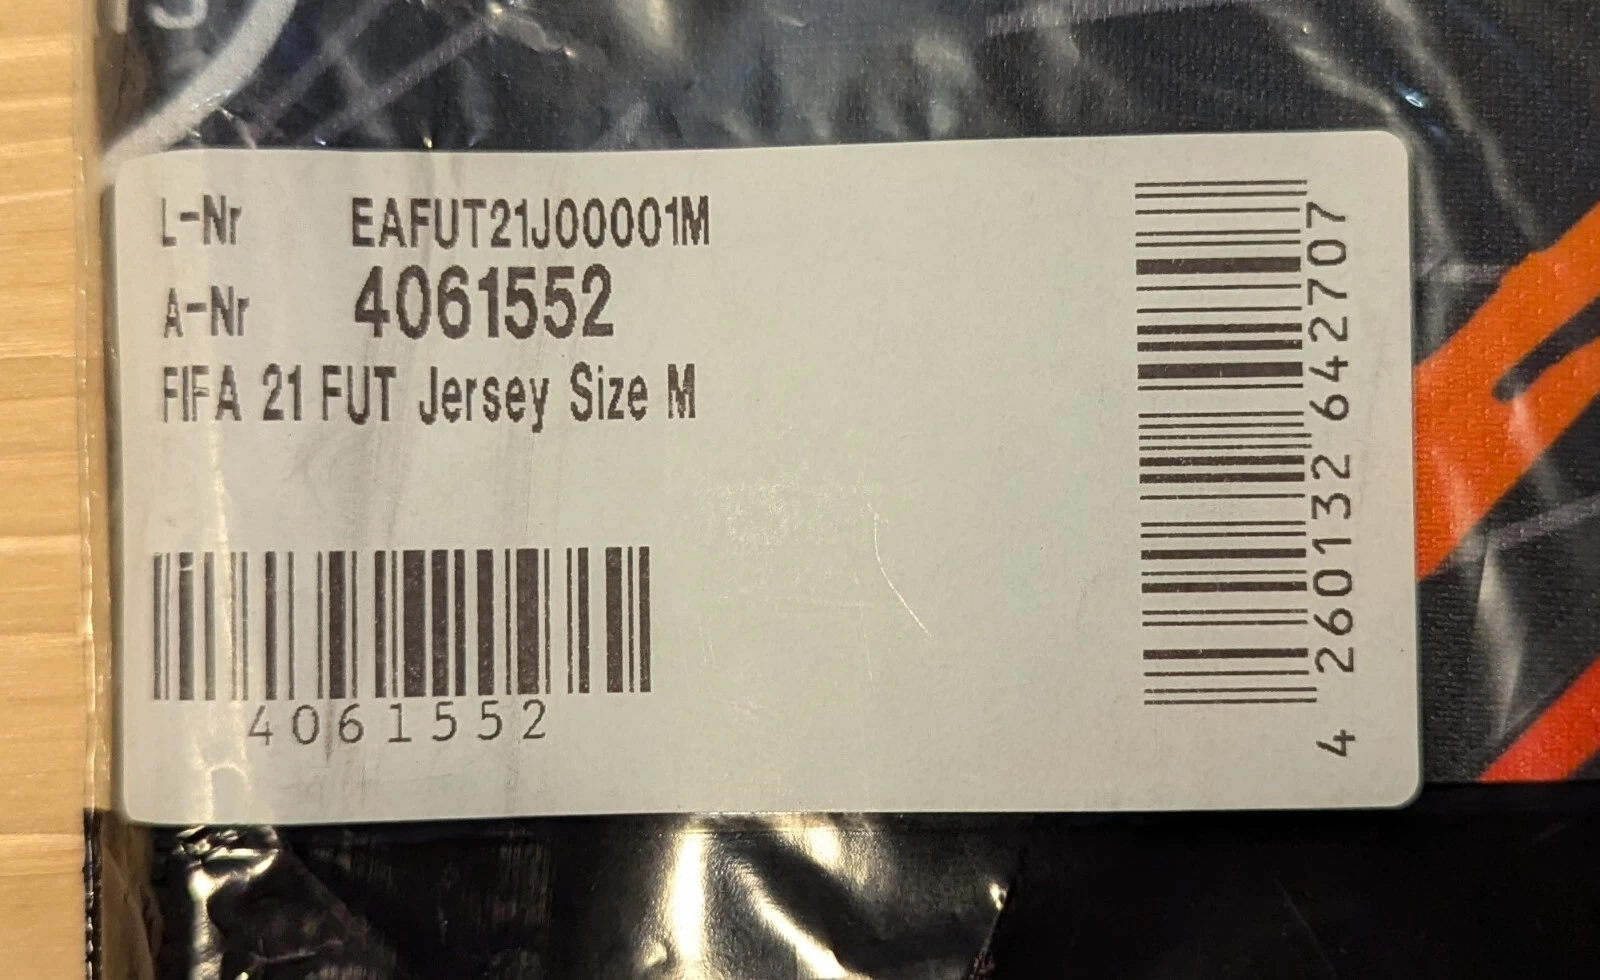 L-Nr EAFUT21J00001M
A-Nr 4061552
FIFA 21 FUT Jersey Size M
4061552
4 260132 642707